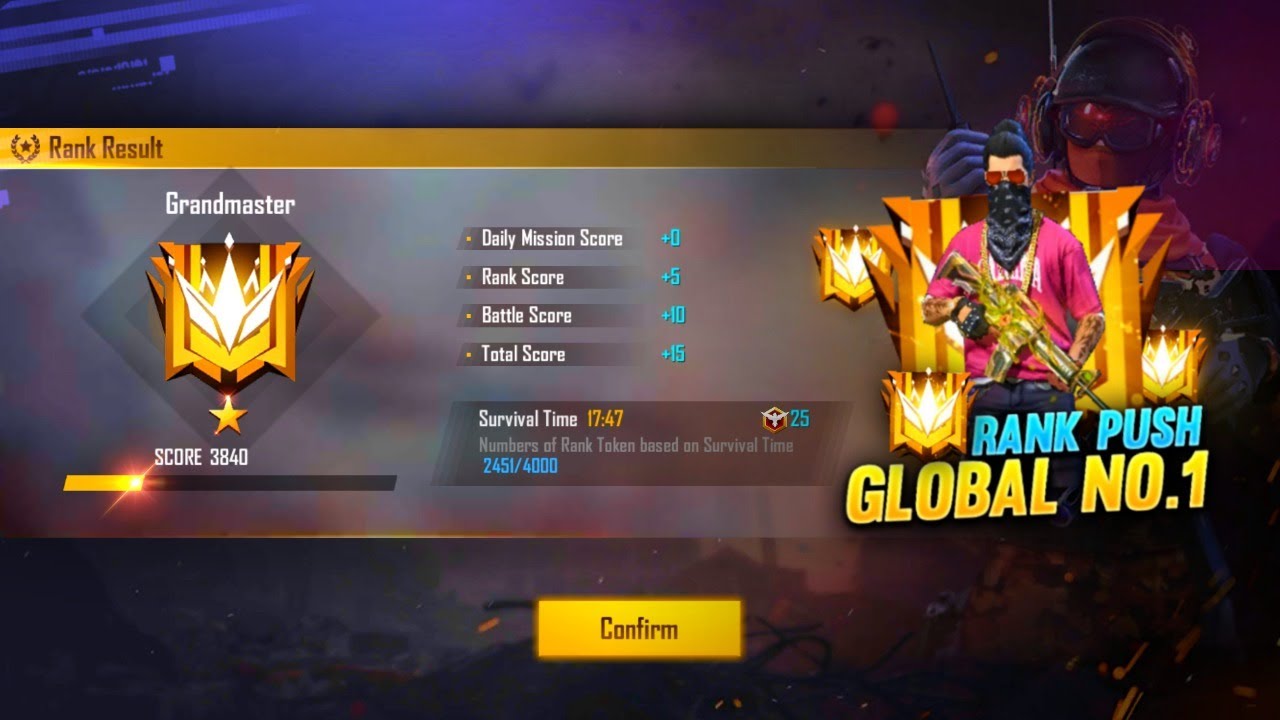 Rank Result
Grandmaster
SCORE 3840
Daily Mission Score +0
Rank Score +5
Battle Score +10
Total Score +15
Survival Time 17:47 25
Numbers of Rank Token based on Survival Time
2451/4000
RANK PUSH
GLOBAL NO.1
Confirm